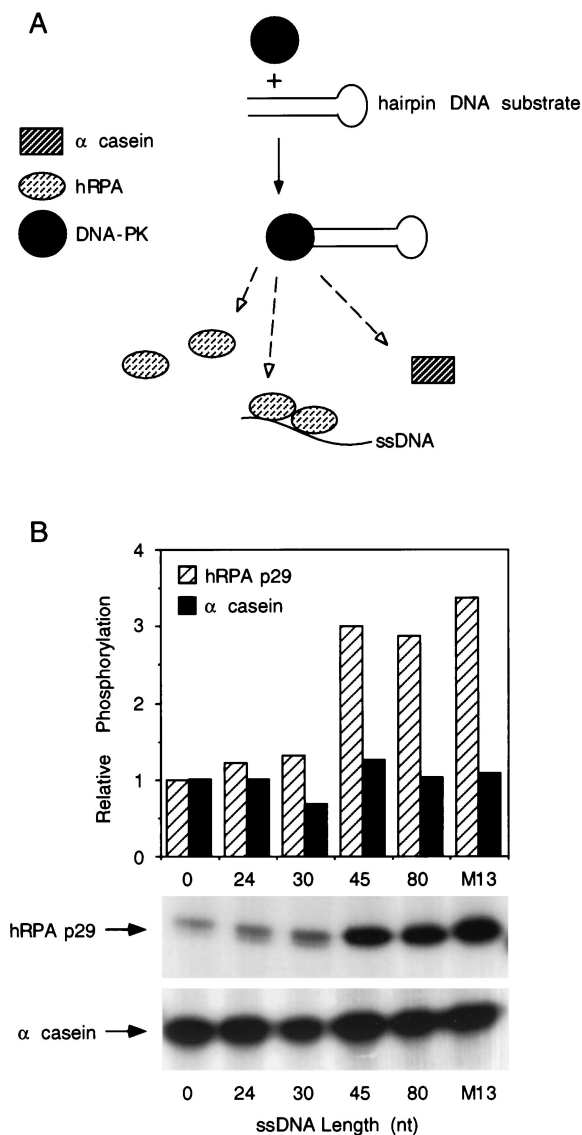 A
+
hairpin DNA substrate
α casein
hRPA
DNA-PK
ssDNA
B
4
3
2
1
0
Relative Phosphorylation
hRPA p29
α casein
0 24 30 45 80 M13
hRPA p29
α casein
0 24 30 45 80 M13
ssDNA Length (nt)